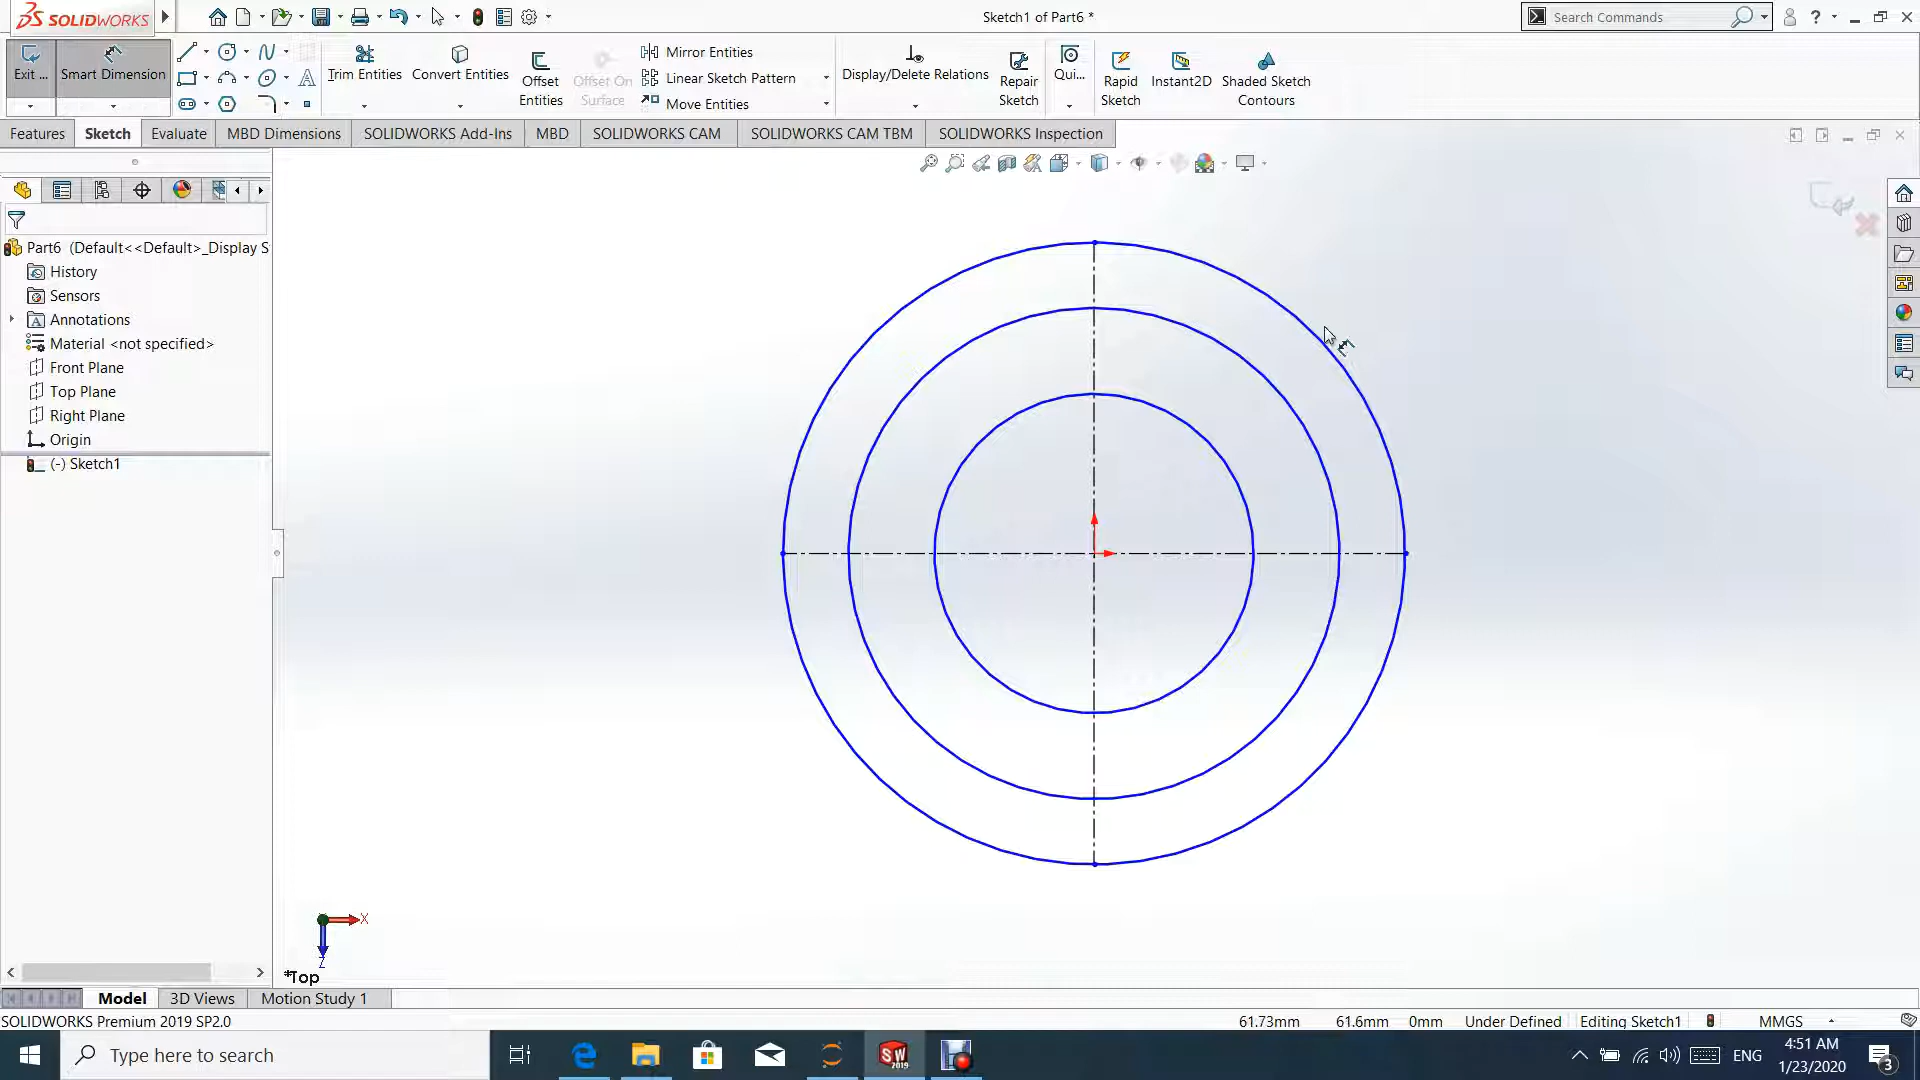 SOLIDWORKS
Sketch1 of Part6 *
Search Commands
?
Exit ...
Smart Dimension
Trim Entities
Convert Entities
Offset
Entities
Offset On
Surface
Mirror Entities
Linear Sketch Pattern
Move Entities
Display/Delete Relations
Repair
Sketch
Qui...
Rapid
Sketch
Instant2D
Shaded Sketch
Contours
Features
Sketch
Evaluate
MBD Dimensions
SOLIDWORKS Add-Ins
MBD
SOLIDWORKS CAM
SOLIDWORKS CAM TBM
SOLIDWORKS Inspection
Part6 (Default<<Default>_Display S
History
Sensors
Annotations
Material <not specified>
Front Plane
Top Plane
Right Plane
Origin
(-) Sketch1
X
Z
*Top
Model
3D Views
Motion Study 1
SOLIDWORKS Premium 2019 SP2.0
61.73mm
61.6mm
0mm
Under Defined
Editing Sketch1
MMGS
Type here to search
SW
2019
ENG
4:51 AM
1/23/2020
3